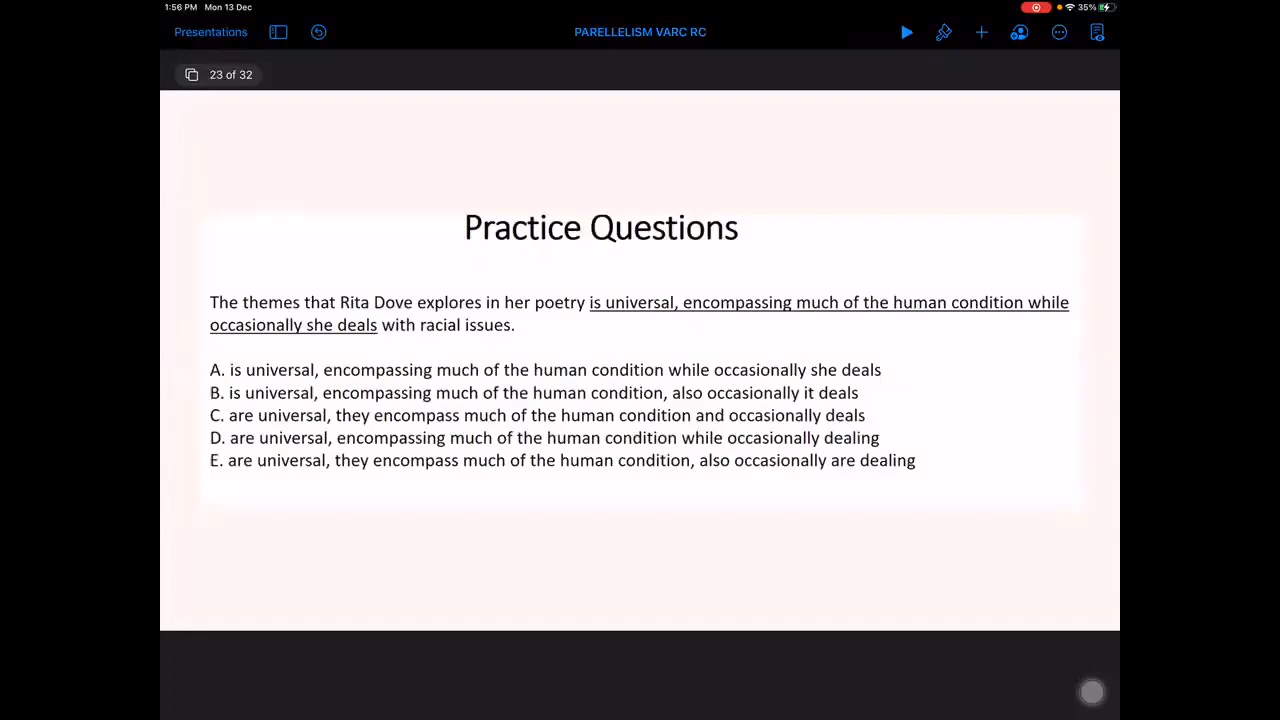 1:56 PM Mon 13 Dec
35%
Presentations
PARELLELISM VARC RC
23 of 32
Practice Questions
The themes that Rita Dove explores in her poetry is universal, encompassing much of the human condition while
occasionally she deals with racial issues.
A. is universal, encompassing much of the human condition while occasionally she deals
B. is universal, encompassing much of the human condition, also occasionally it deals
C. are universal, they encompass much of the human condition and occasionally deals
D. are universal, encompassing much of the human condition while occasionally dealing
E. are universal, they encompass much of the human condition, also occasionally are dealing